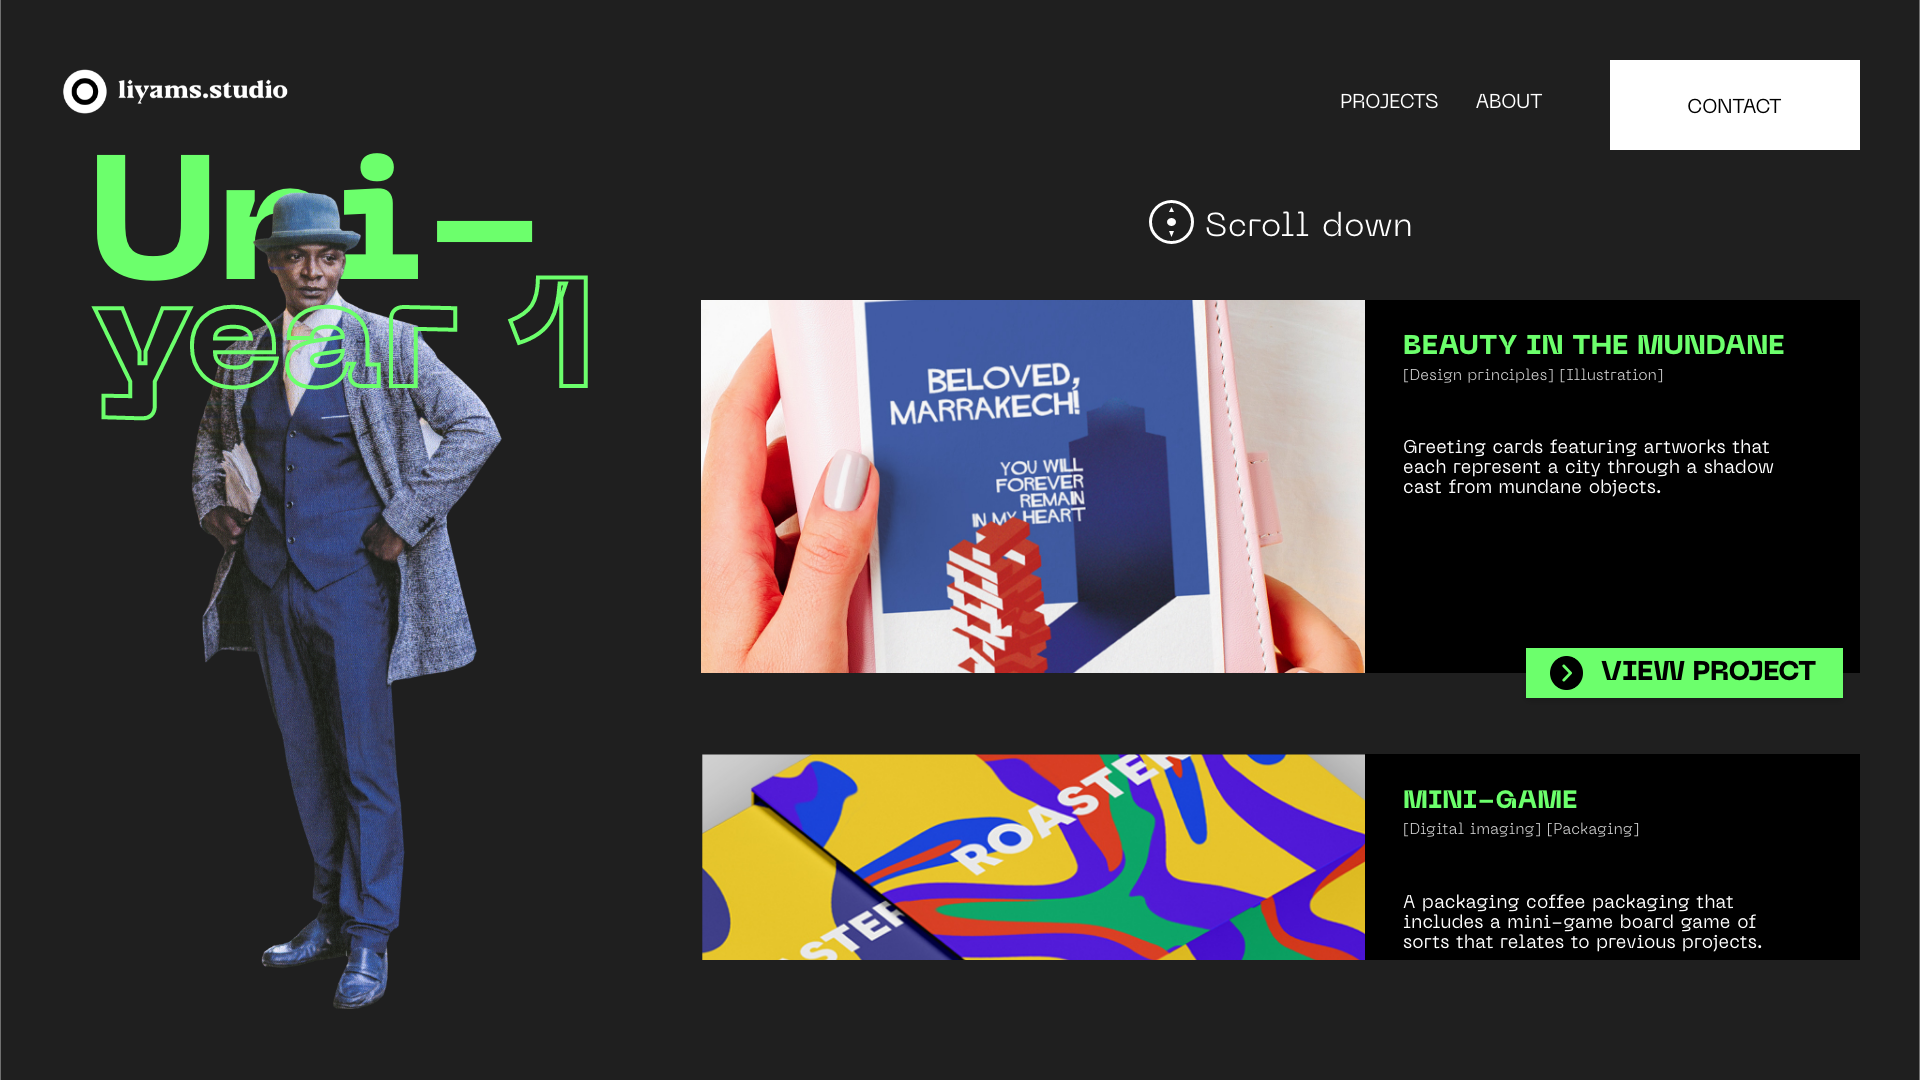 liyams.studio
PROJECTS
ABOUT
CONTACT
Uni-
year 1
Scroll down
BELOVED,
MARRAKECH!
YOU WILL
FOREVER
REMAIN
IN MY HEART
BEAUTY IN THE MUNDANE
[Design principles] [Illustration]
Greeting cards featuring artworks that
each represent a city through a shadow
cast from mundane objects.
VIEW PROJECT
ROASTER
MINI-GAME
[Digital imaging] [Packaging]
A packaging coffee packaging that
includes a mini-game board game of
sorts that relates to previous projects.